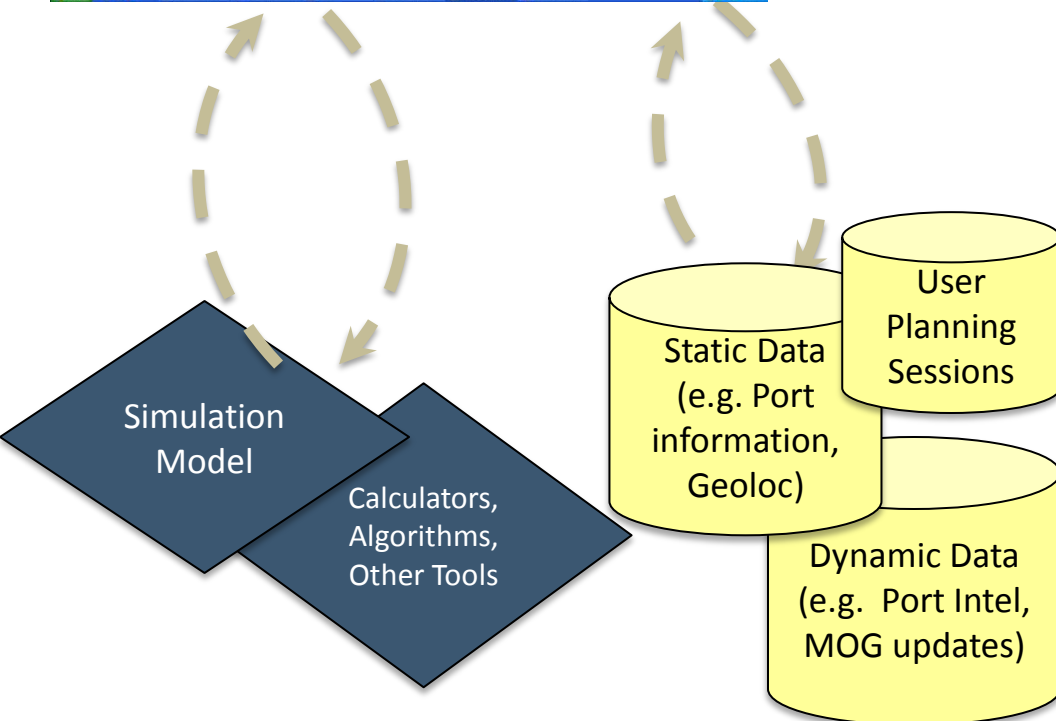 Simulation
Model
Calculators,
Algorithms,
Other Tools
Static Data
(e.g. Port
information,
Geoloc)
User
Planning
Sessions
Dynamic Data
(e.g.  Port Intel,
MOG updates)